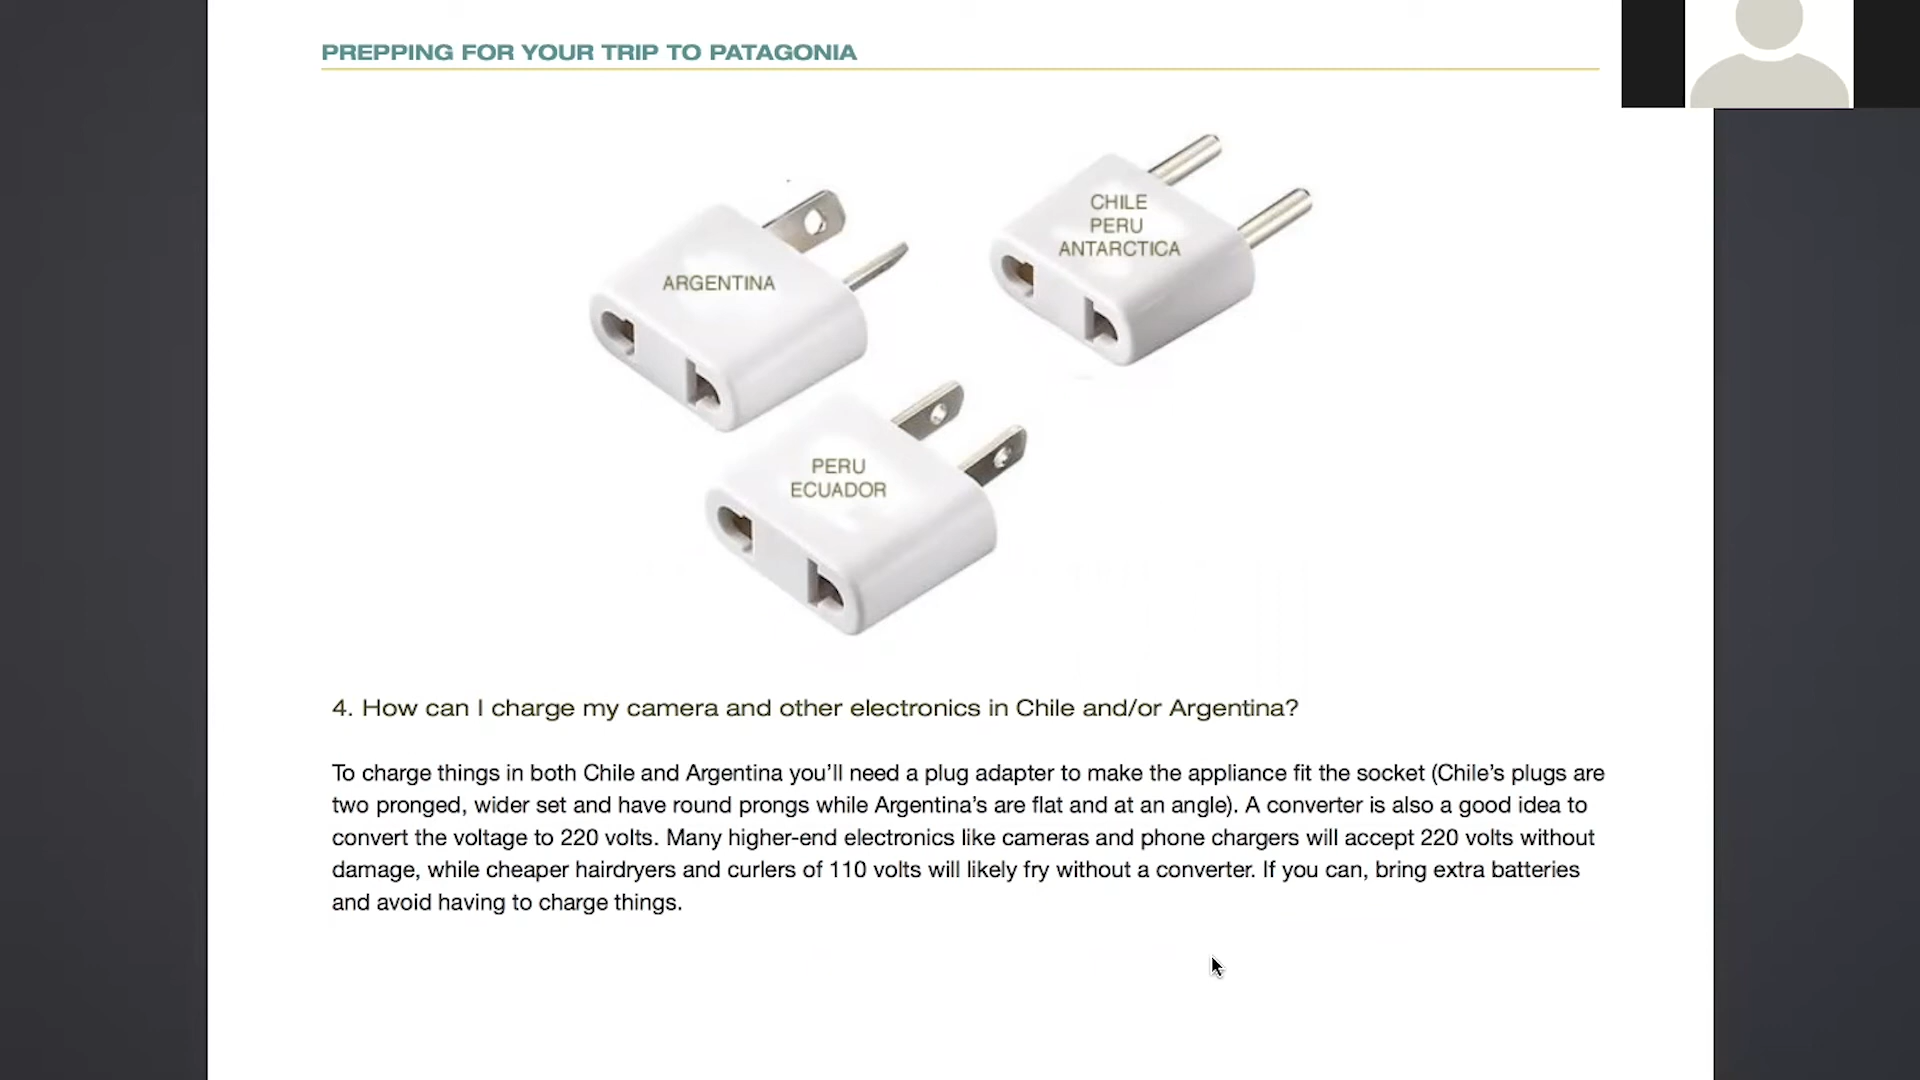 PREPPING FOR YOUR TRIP TO PATAGONIA
CHILE
PERU
ANTARCTICA
ARGENTINA
PERU
ECUADOR
4. How can I charge my camera and other electronics in Chile and/or Argentina?
To charge things in both Chile and Argentina you’ll need a plug adapter to make the appliance fit the socket (Chile’s plugs are
two pronged, wider set and have round prongs while Argentina’s are flat and at an angle). A converter is also a good idea to
convert the voltage to 220 volts. Many higher-end electronics like cameras and phone chargers will accept 220 volts without
damage, while cheaper hairdryers and curlers of 110 volts will likely fry without a converter. If you can, bring extra batteries
and avoid having to charge things.